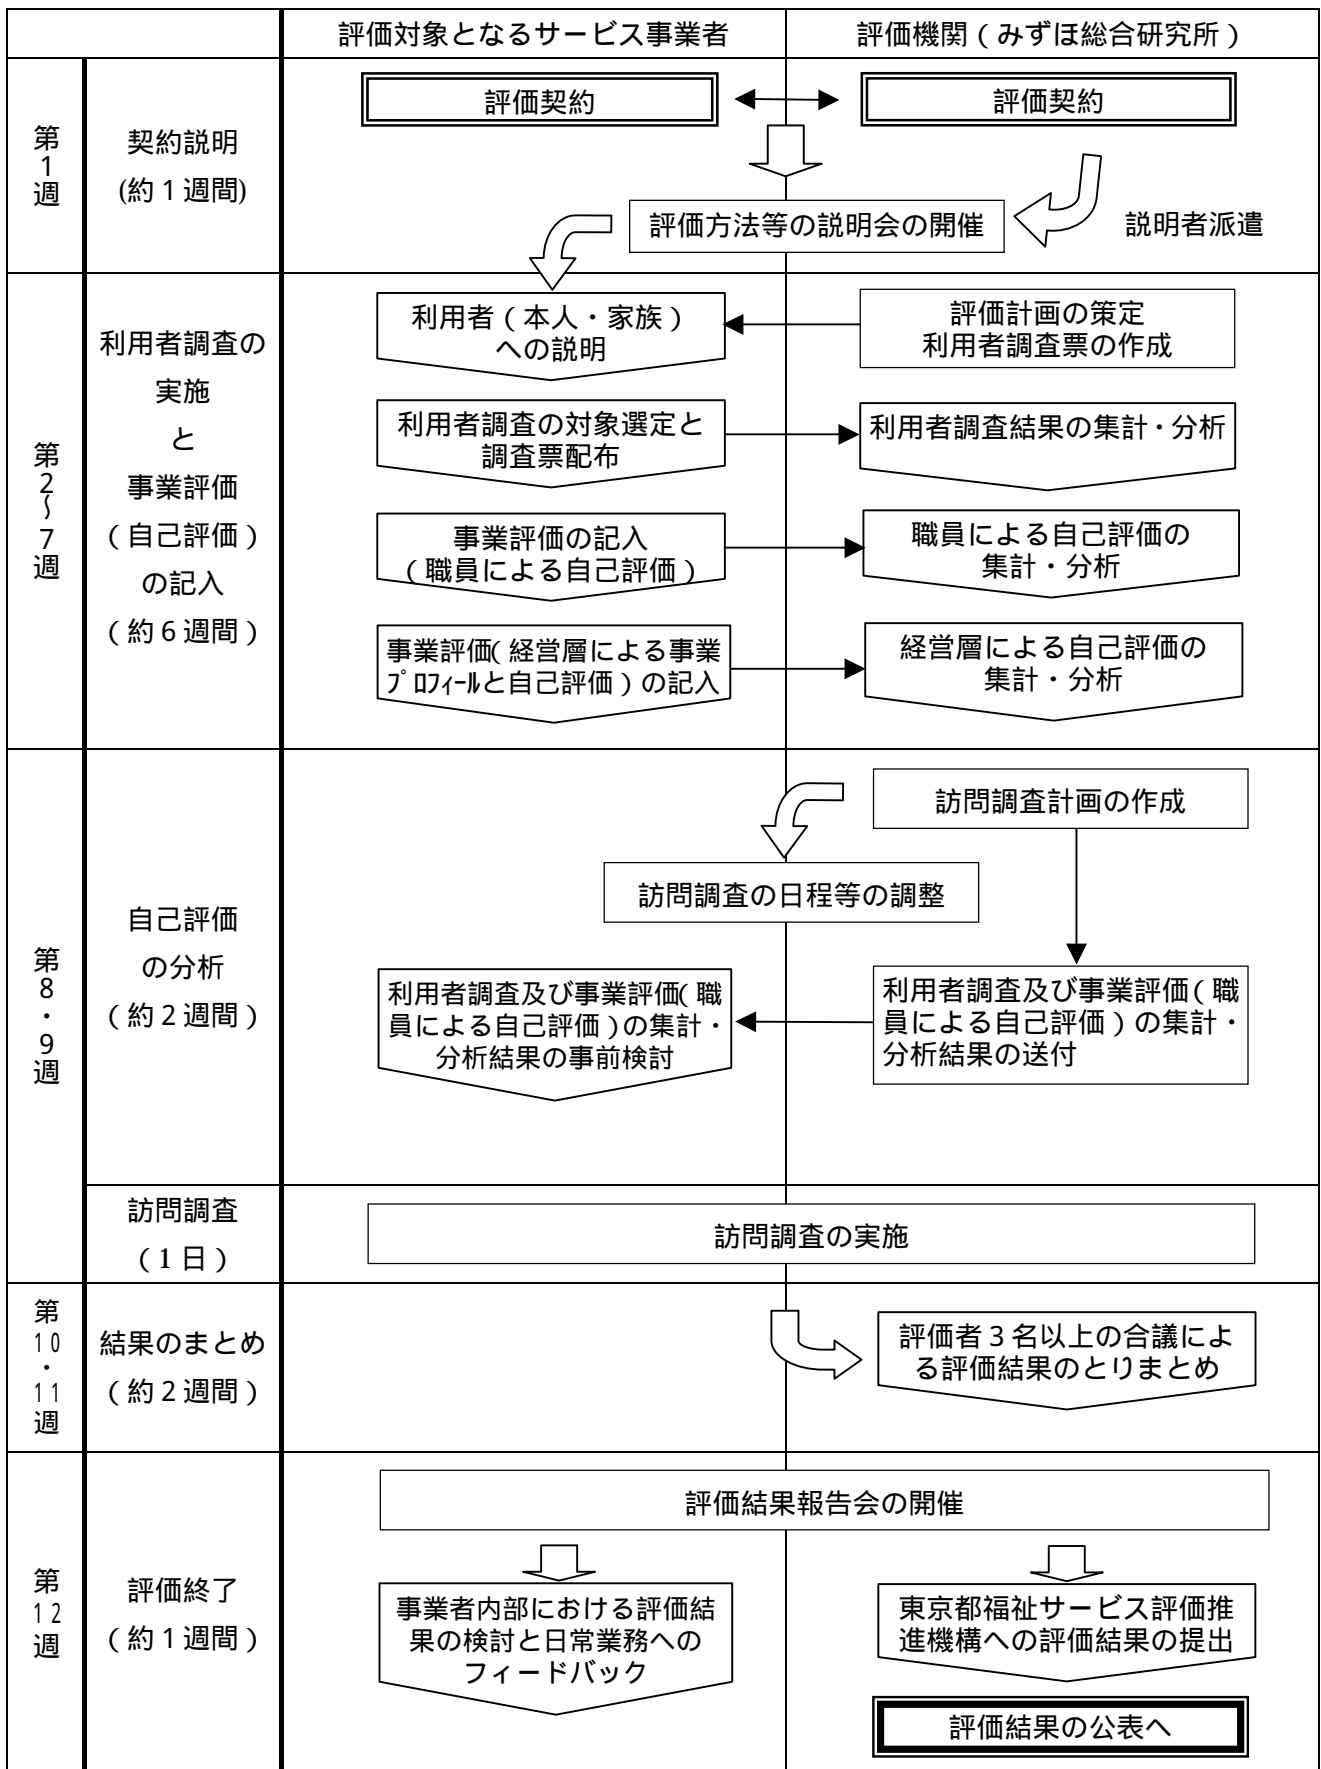 評価対象となるサービス事業者
評価機関(みずほ総合研究所)
第1週
契約説明
(約1週間)
評価契約
評価契約
評価方法等の説明会の開催
説明者派遣
第2~7週
利用者調査の
実施
と
事業評価
(自己評価)
の記入
(約6週間)
利用者(本人・家族)
への説明
評価計画の策定
利用者調査票の作成
利用者調査の対象選定と
調査票配布
利用者調査結果の集計・分析
事業評価の記入
(職員による自己評価)
職員による自己評価の
集計・分析
事業評価(経営層による事業
プロフィールと自己評価)の記入
経営層による自己評価の
集計・分析
第8・9週
自己評価
の分析
(約2週間)
訪問調査計画の作成
訪問調査の日程等の調整
利用者調査及び事業評価(職
員による自己評価)の集計・
分析結果の事前検討
利用者調査及び事業評価(職
員による自己評価)の集計・
分析結果の送付
訪問調査
(1日)
訪問調査の実施
第10・11週
結果のまとめ
(約2週間)
評価者3名以上の合議によ
る評価結果のとりまとめ
第12週
評価終了
(約1週間)
評価結果報告会の開催
事業者内部における評価結
果の検討と日常業務への
フィードバック
東京都福祉サービス評価推
進機構への評価結果の提出
評価結果の公表へ